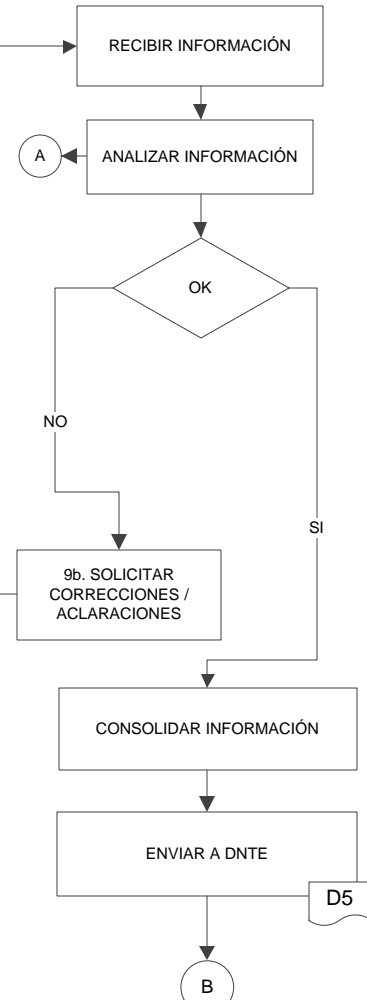 RECIBIR INFORMACIÓN
A
ANALIZAR INFORMACIÓN
OK
NO
SI
9b. SOLICITAR
CORRECCIONES /
ACLARACIONES
CONSOLIDAR INFORMACIÓN
ENVIAR A DNTE
D5
B